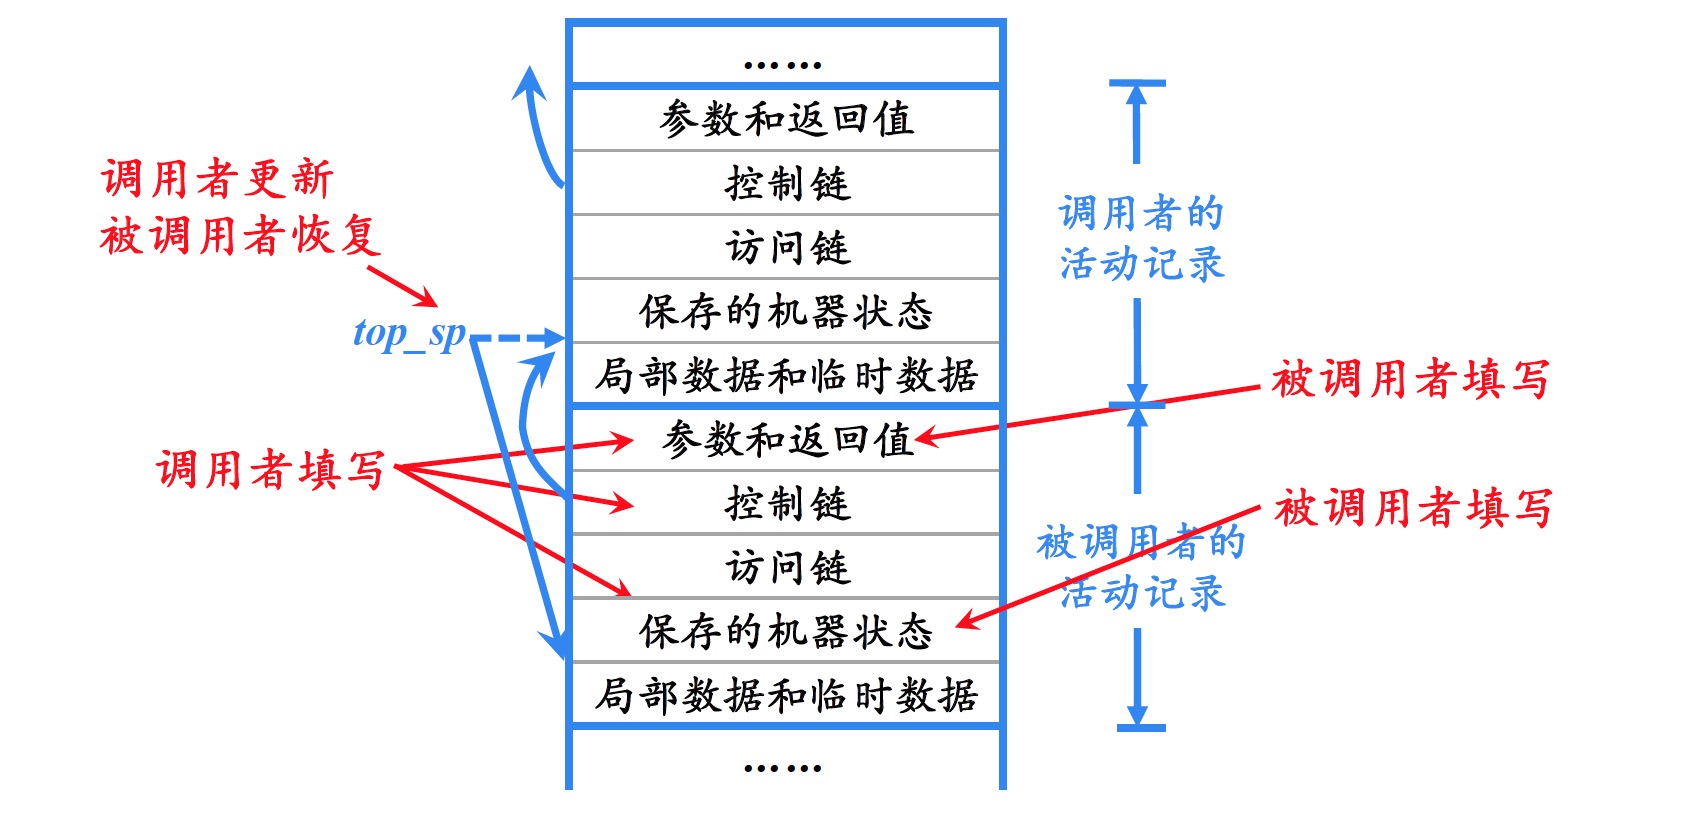 ……
参数和返回值
控制链
访问链
保存的机器状态
局部数据和临时数据
参数和返回值
控制链
访问链
保存的机器状态
局部数据和临时数据
……
调用者更新
被调用者恢复
top_sp
调用者填写
调用者的
活动记录
被调用者填写
被调用者填写
被调用者的
活动记录